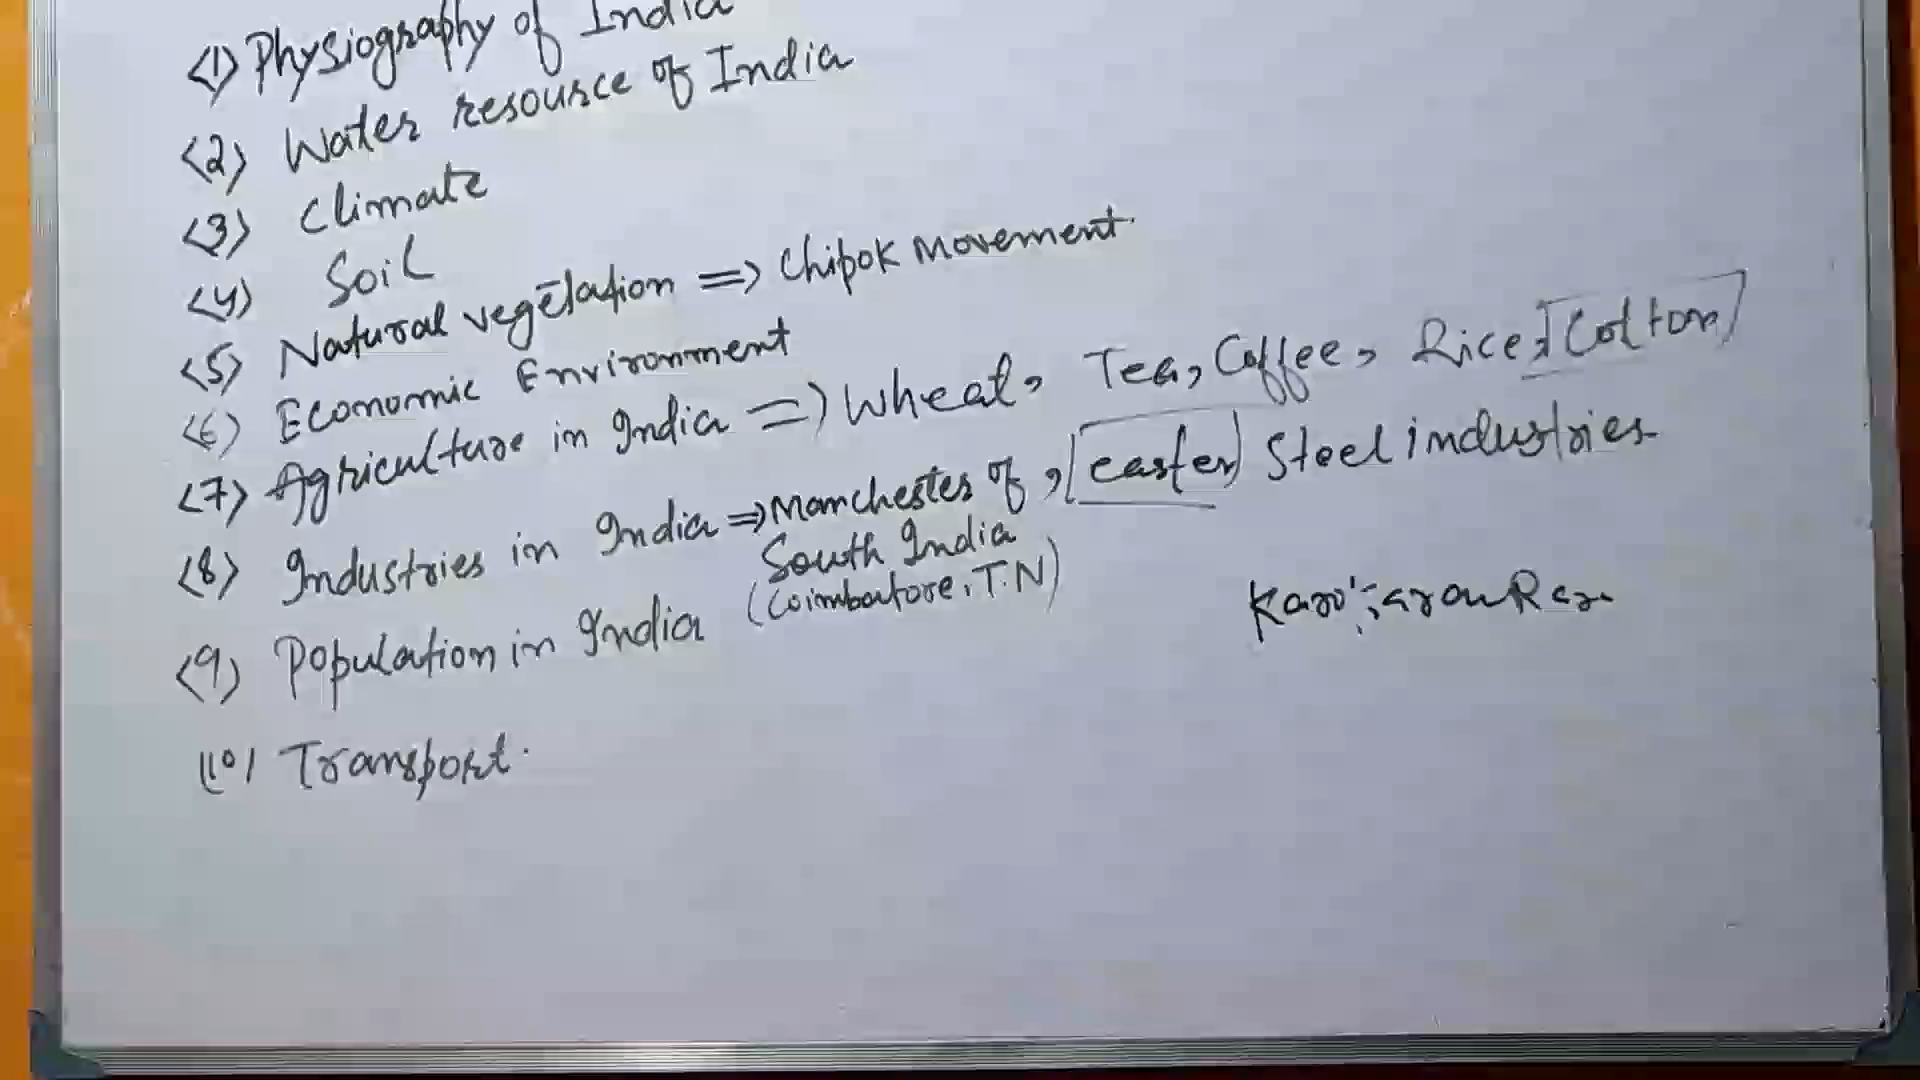 <1> Physiography of India
<2> Water resource of India
<3> Climate
<4> Soil
<5> Natural vegetation => Chipok Movement.
<6> Economic Environment
<7> Agriculture in India => Wheat, Tea, Coffee, Rice, Cotton
<8> Industries in India => Manchester of , easter Steel industries.
South India
(Coimbatore, T.N)
<9> Population in India
(10) Transport.